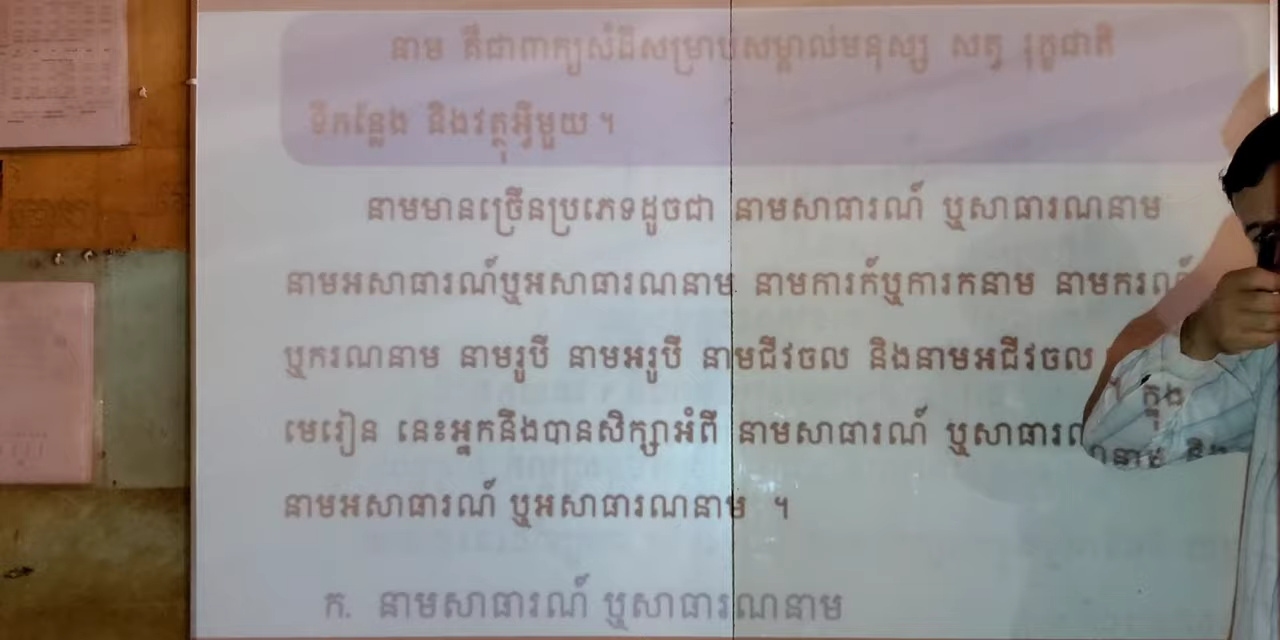 នាម គឺជាពាក្យសំដីសម្រាប់សម្គាល់មនុស្ស សត្វ រុក្ខជាតិ
ទីកន្លែង និងវត្ថុអ្វីមួយ ។
នាមមានច្រើនប្រភេទដូចជា នាមសាធារណ៍ ឬសាធារណនាម
នាមអសាធារណ៍ឬអសាធារណនាម នាមការក៍ឬការកនាម នាមករណ៍
ឬករណនាម នាមរូបី នាមអរូបី នាមជីវចល និងនាមអជីវចល ក្នុង
មេរៀន នេះអ្នកនឹងបានសិក្សាអំពី នាមសាធារណ៍ ឬសាធារណនាម និង
នាមអសាធារណ៍ ឬអសាធារណនាម ។
ក. នាមសាធារណ៍ ឬសាធារណនាម